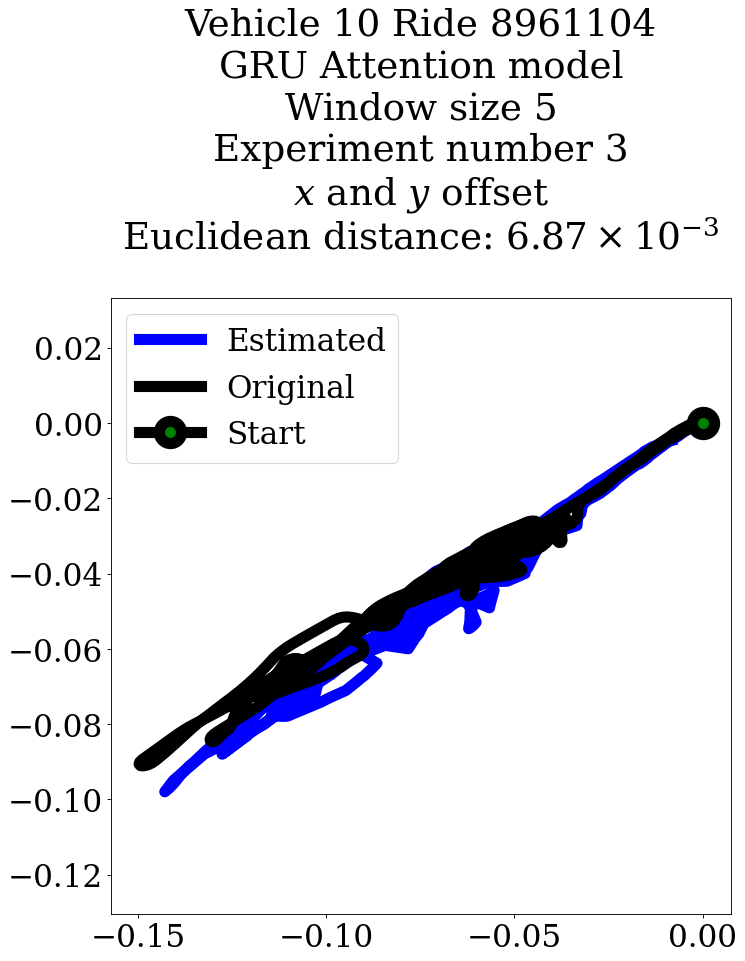 Vehicle 10 Ride 8961104
GRU Attention model
Window size 5
Experiment number 3
x and y offset
Euclidean distance: 6.87 × 10⁻³
Estimated
Original
Start
0.02
0.00
−0.02
−0.04
−0.06
−0.08
−0.10
−0.12
−0.15 −0.10 −0.05 0.00